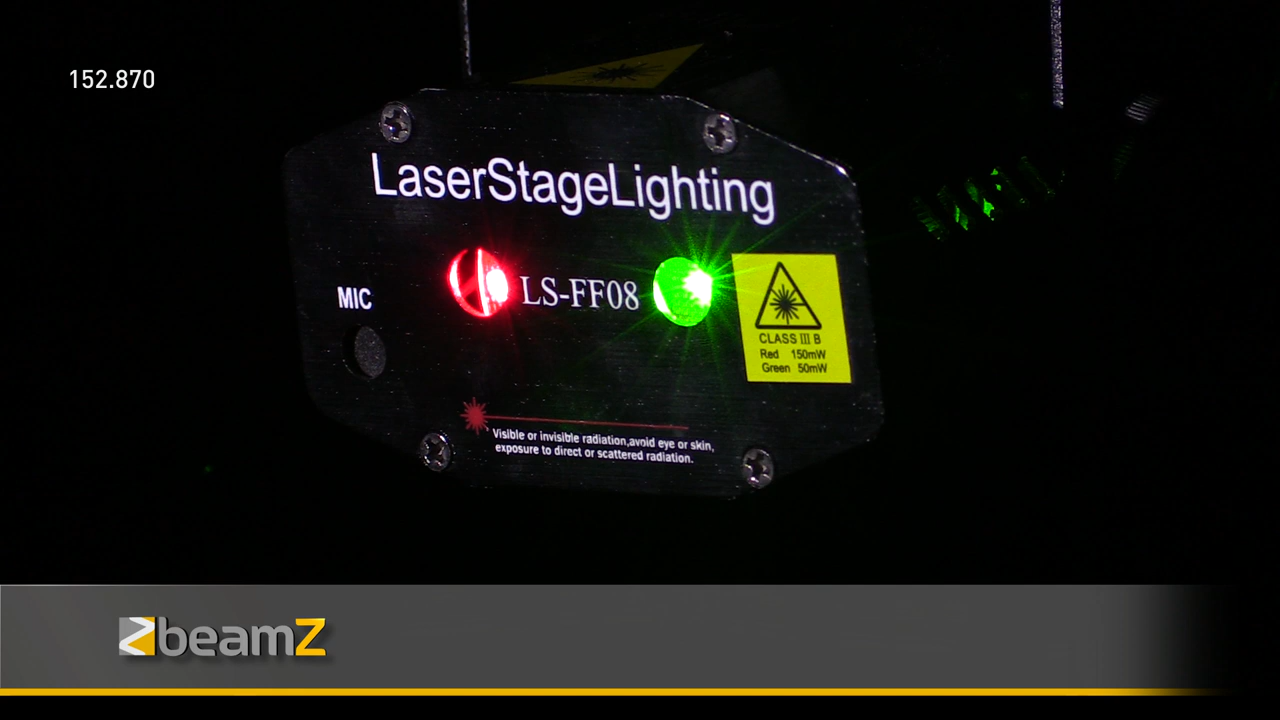 152.870
LaserStageLighting
LS-FF08
MIC
CLASS III B
Red 150mW
Green 50mW
Visible or invisible radiation,avoid eye or skin,
exposure to direct or scattered radiation.
beamZ